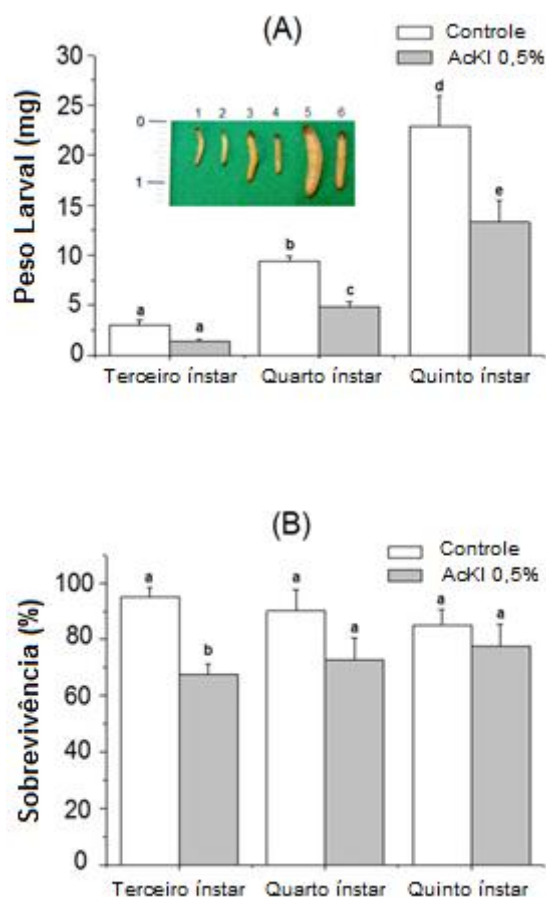 (A)
Controle
AcKI 0,5%
Peso Larval (mg)
30
25
20
15
10
5
0
0
1
1 2 3 4 5 6
a a b c d e
Terceiro ínstar Quarto ínstar Quinto ínstar
(B)
Controle
AcKI 0,5%
Sobrevivência (%)
100
80
60
40
20
0
a b a a a a
Terceiro ínstar Quarto ínstar Quinto ínstar